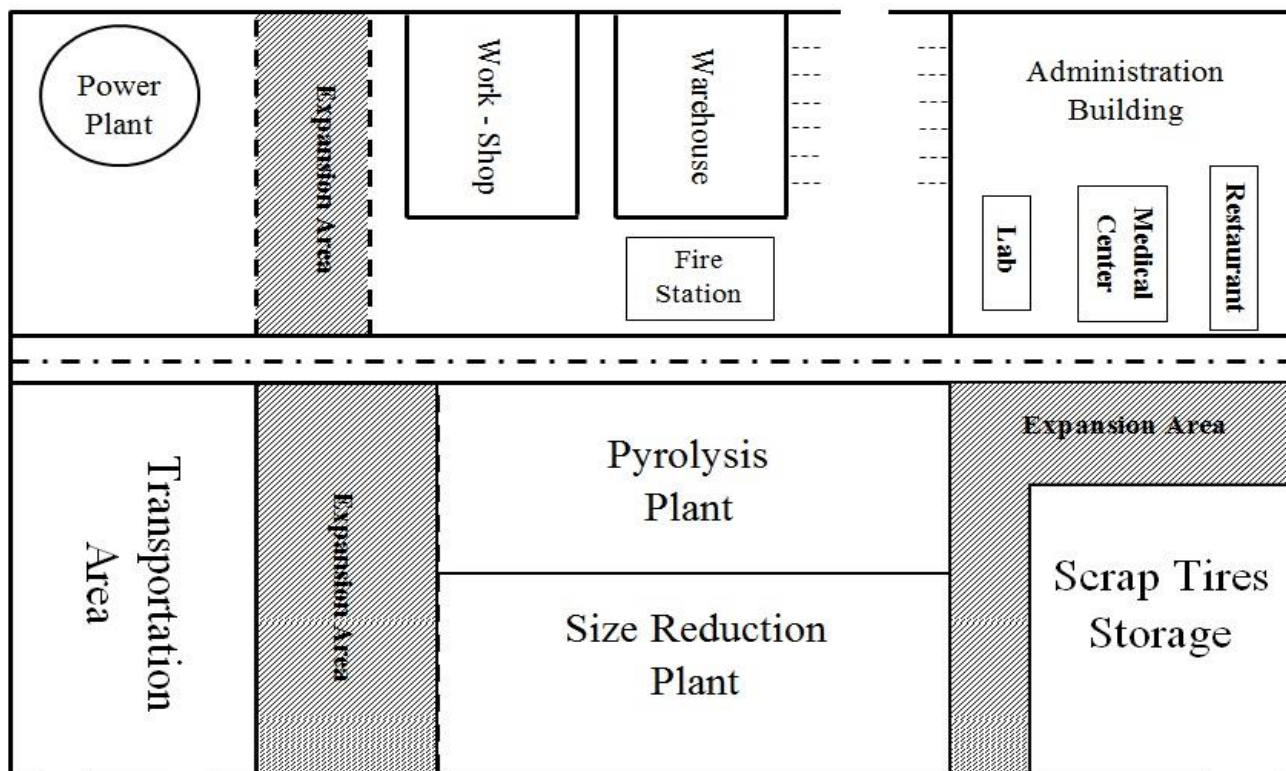 Power
Plant
Expansion Area
Work - Shop
Warehouse
Fire
Station
Administration
Building
Lab
Medical
Center
Restaurant
Transportation
Area
Expansion Area
Pyrolysis
Plant
Size Reduction
Plant
Expansion Area
Scrap Tires
Storage